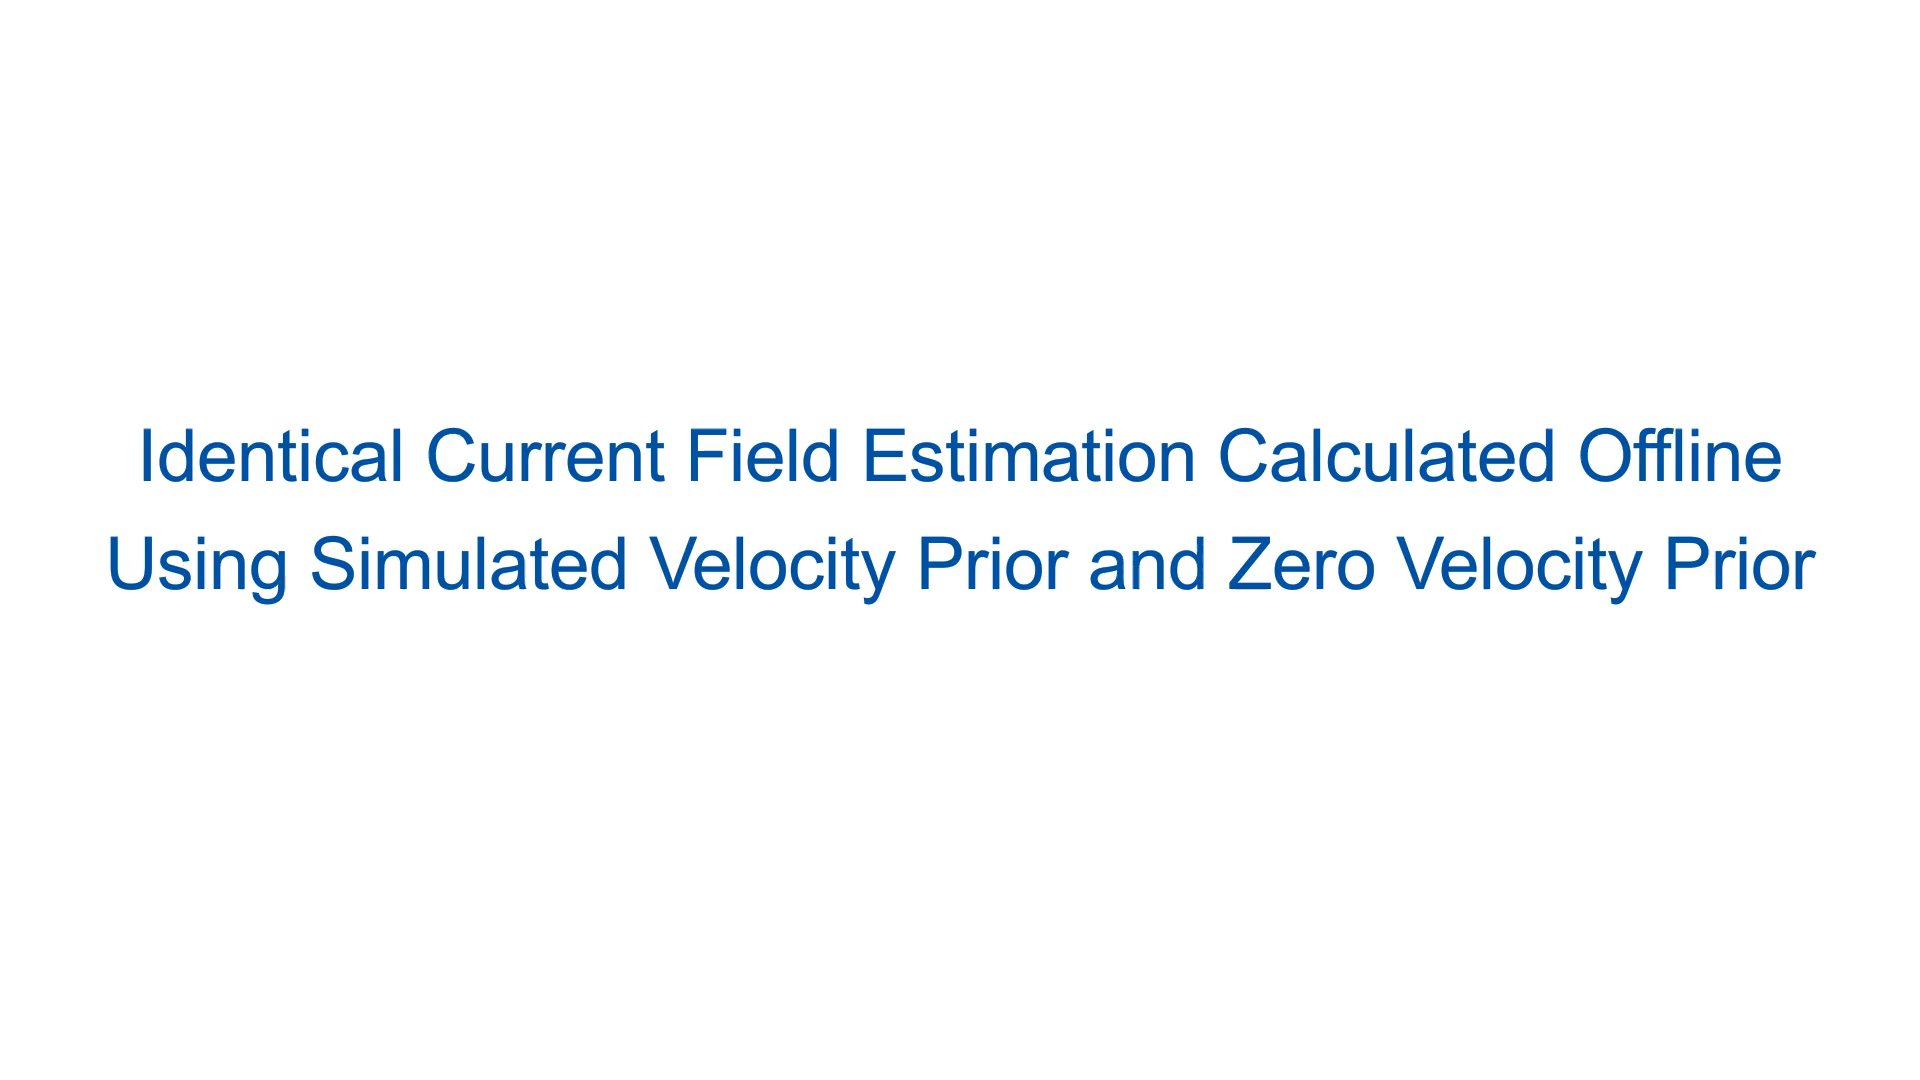 Identical Current Field Estimation Calculated Offline
Using Simulated Velocity Prior and Zero Velocity Prior